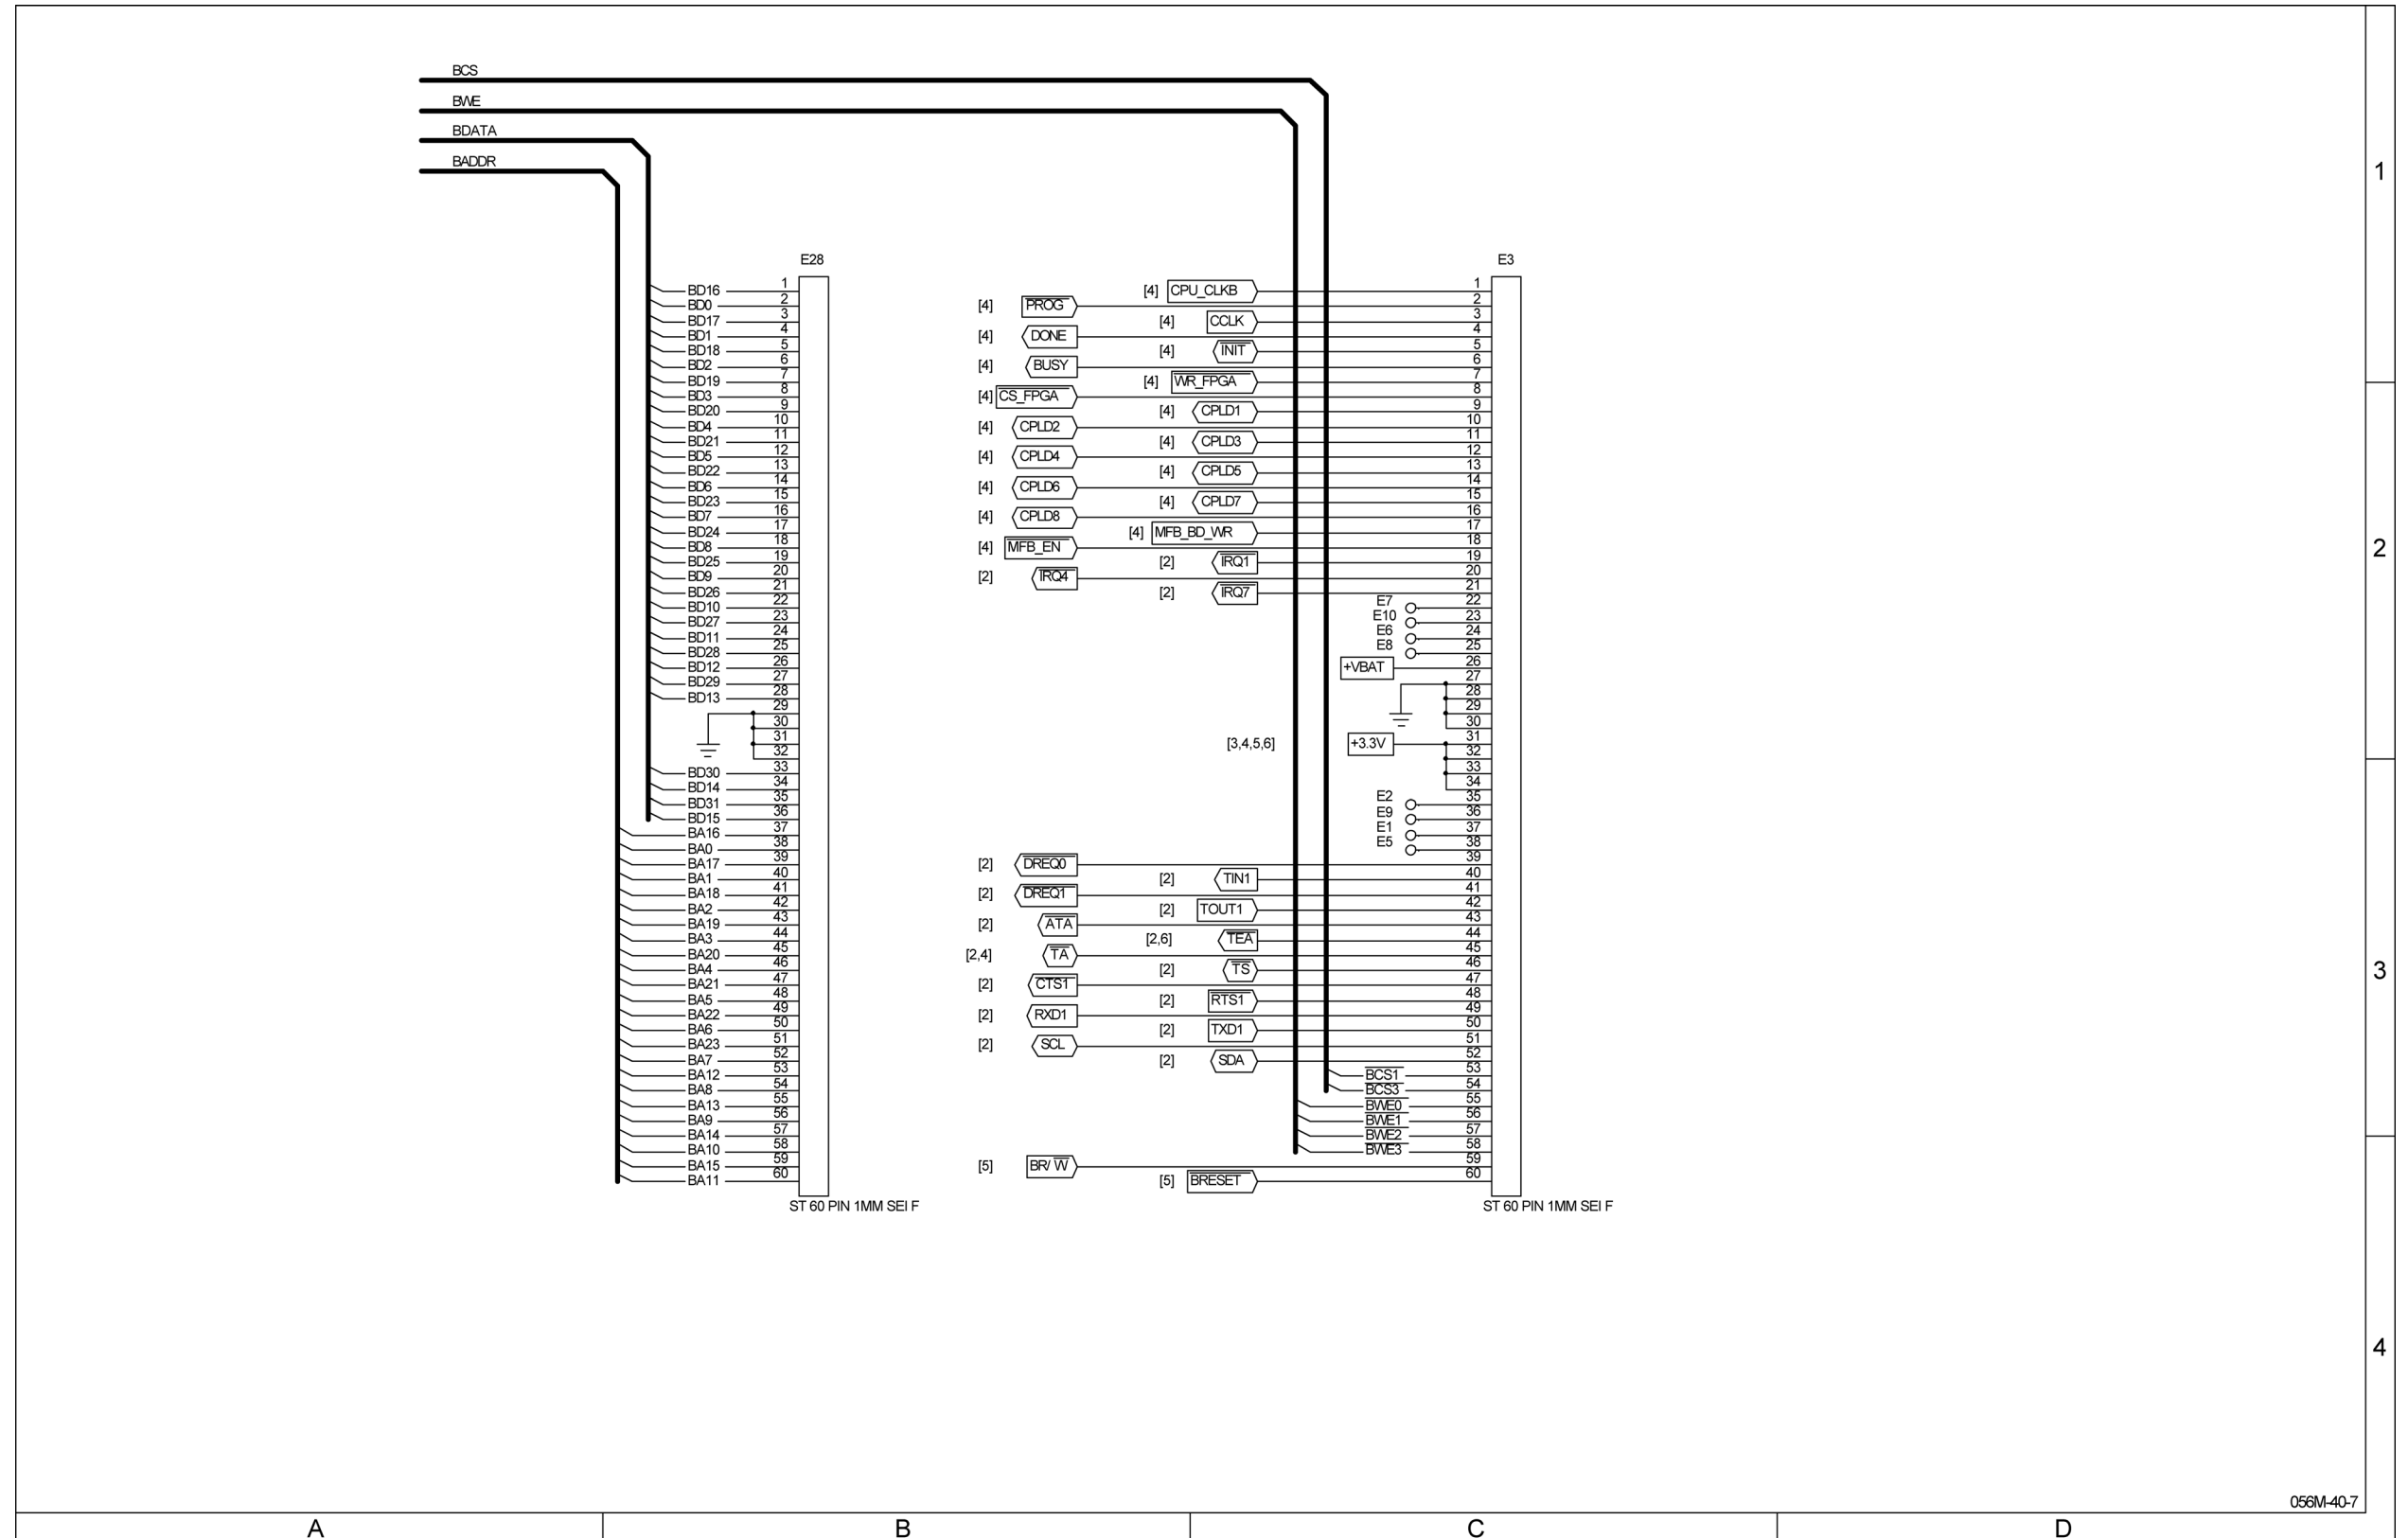 BCS
BWE
BDATA
BADDR
1
2
3
4
E28
BD16 1
BD0 2
BD17 3
BD1 4
BD18 5
BD2 6
BD19 7
BD3 8
BD20 9
BD4 10
BD21 11
BD5 12
BD22 13
BD6 14
BD23 15
BD7 16
BD24 17
BD8 18
BD25 19
BD9 20
BD26 21
BD10 22
BD27 23
BD11 24
BD28 25
BD12 26
BD29 27
BD13 28
29
30
31
32
BD30 33
BD14 34
BD31 35
BD15 36
BA16 37
BA0 38
BA17 39
BA1 40
BA18 41
BA2 42
BA19 43
BA3 44
BA20 45
BA4 46
BA21 47
BA5 48
BA22 49
BA6 50
BA23 51
BA7 52
BA12 53
BA8 54
BA13 55
BA9 56
BA14 57
BA10 58
BA15 59
BA11 60
ST 60 PIN 1MM SEI F
E3
[4] CPU_CLKB 1
[4] PROG 2
[4] CCLK 3
[4] DONE 4
[4] INIT 5
[4] BUSY 6
[4] WR_FPGA 7
[4] CS_FPGA 8
[4] CPLD1 9
[4] CPLD2 10
[4] CPLD3 11
[4] CPLD4 12
[4] CPLD5 13
[4] CPLD6 14
[4] CPLD7 15
[4] CPLD8 16
[4] MFB_BD_WR 17
[4] MFB_EN 18
[2] IRQ1 19
[2] IRQ4 20
[2] IRQ7 21
E7 22
E10 23
E6 24
E8 25
+VBAT 26
27
28
29
30
[3,4,5,6] +3.3V 31
32
33
34
E2 35
E9 36
E1 37
E5 38
[2] DREQ0 39
[2] TIN1 40
[2] DREQ1 41
[2] TOUT1 42
[2] ATA 43
[2,6] TEA 44
[2,4] TA 45
[2] TS 46
[2] CTS1 47
[2] RTS1 48
[2] RXD1 49
[2] TXD1 50
[2] SCL 51
[2] SDA 52
BCS1 53
BCS3 54
BWE0 55
BWE1 56
BWE2 57
BWE3 58
[5] BR/W 59
[5] BRESET 60
ST 60 PIN 1MM SEI F
056M-40-7
A B C D